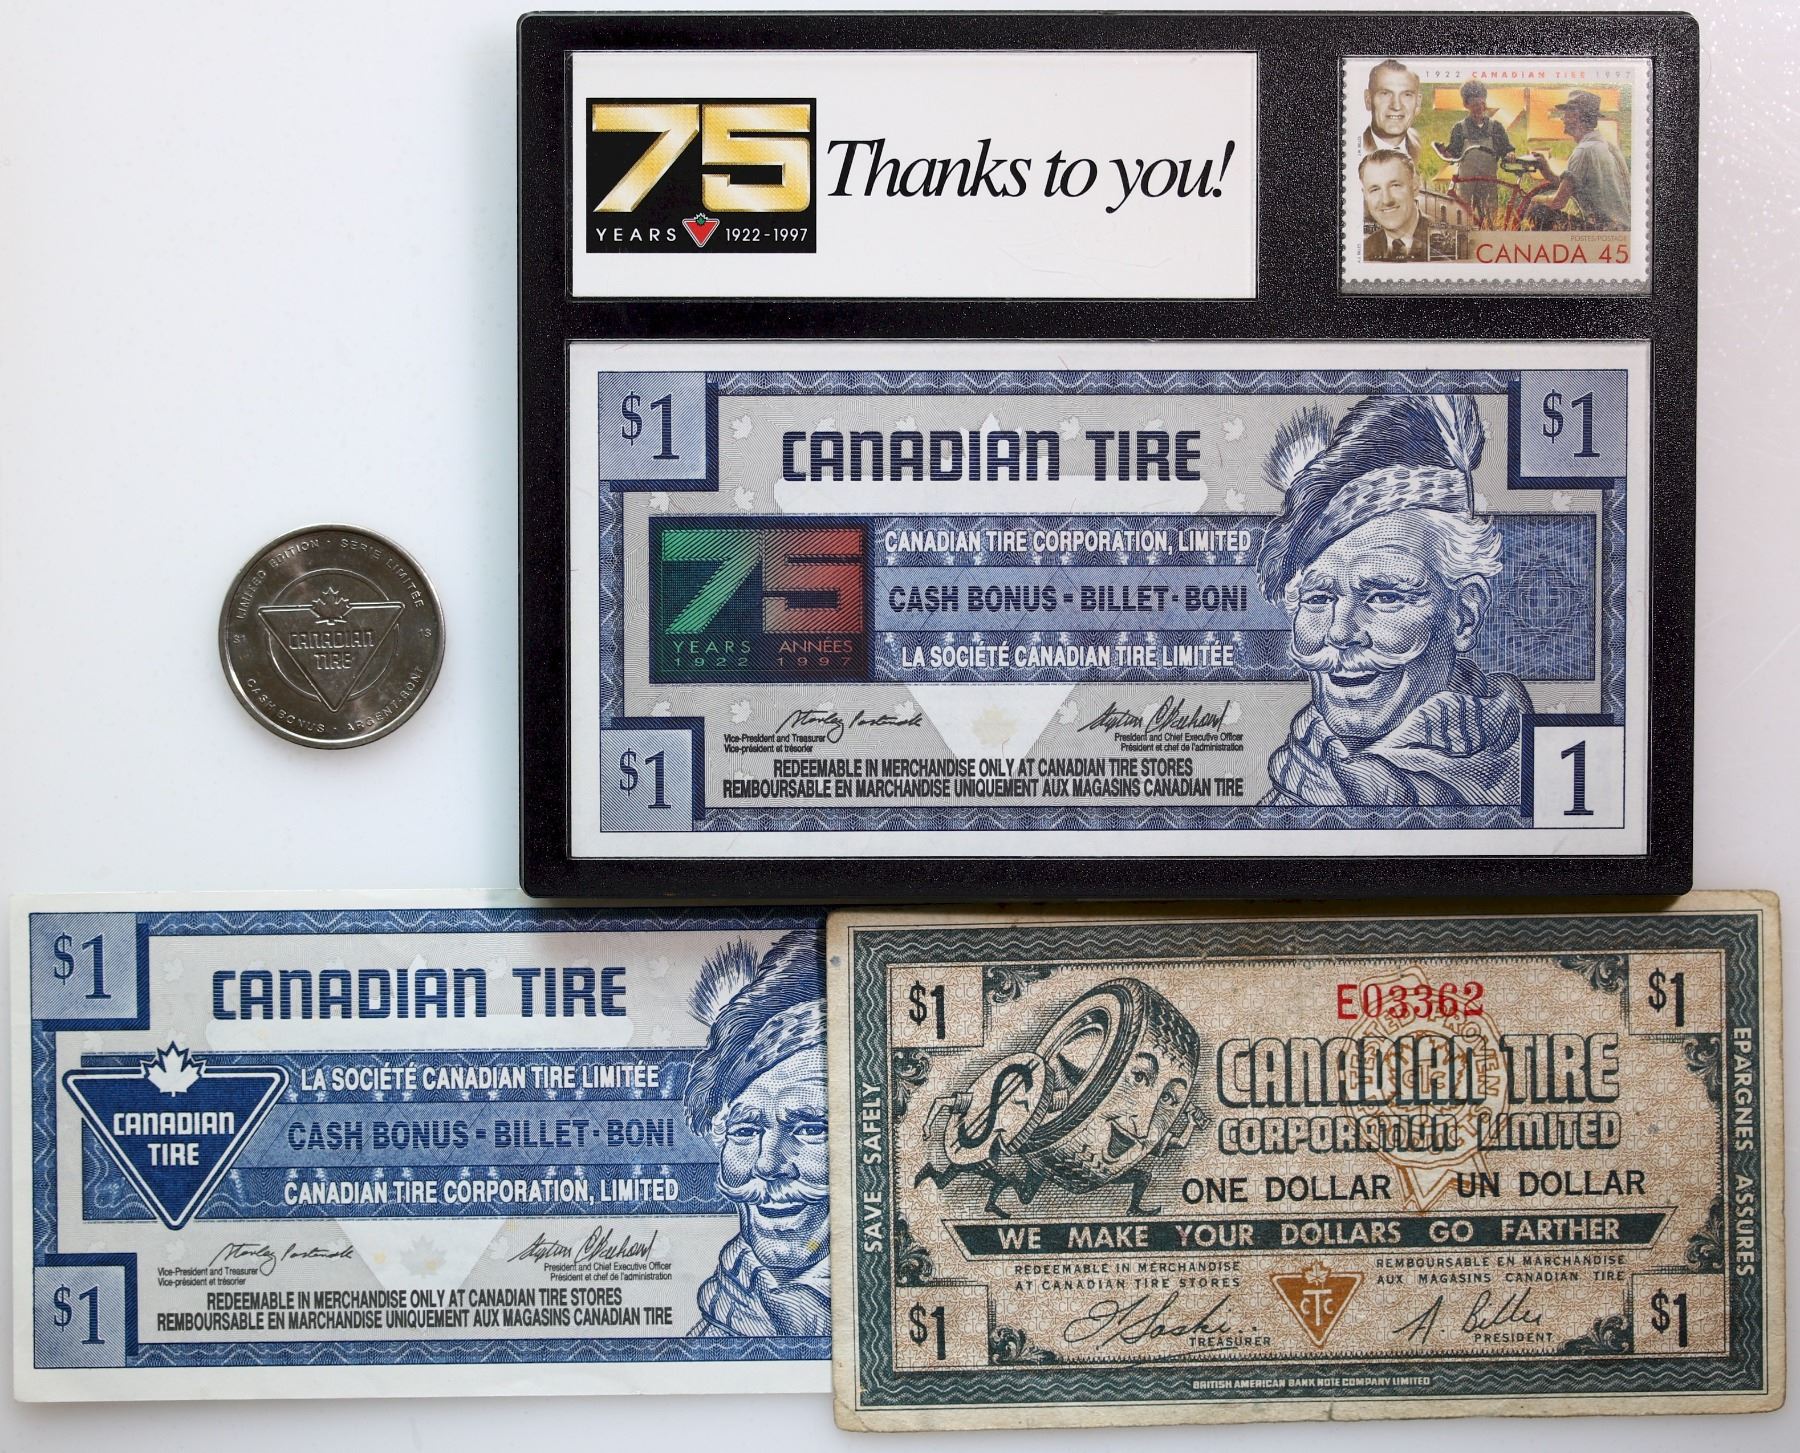 75
YEARS 1922-1997
Thanks to you!
1922 CANADIAN TIRE 1997
POSTES/POSTAGE
CANADA 45
$1
$1
CANADIAN TIRE
75
YEARS ANNÉES
1922 1997
CANADIAN TIRE CORPORATION, LIMITED
CASH BONUS - BILLET - BONI
LA SOCIÉTÉ CANADIAN TIRE LIMITÉE
Vice-President and Treasurer
Vice-président et trésorier
President and Chief Executive Officer
Président et chef de l'administration
REDEEMABLE IN MERCHANDISE ONLY AT CANADIAN TIRE STORES
REMBOURSABLE EN MARCHANDISE UNIQUEMENT AUX MAGASINS CANADIAN TIRE
$1
1
LIMITED EDITION · SERIE LIMITEE
CANADIAN
TIRE
13
CASH BONUS · ARGENT-BONI
$1
CANADIAN TIRE
CANADIAN
TIRE
LA SOCIÉTÉ CANADIAN TIRE LIMITÉE
CASH BONUS - BILLET - BONI
CANADIAN TIRE CORPORATION, LIMITED
Vice-President and Treasurer
Vice-président et trésorier
President and Chief Executive Officer
Président et chef de l'administration
REDEEMABLE IN MERCHANDISE ONLY AT CANADIAN TIRE STORES
REMBOURSABLE EN MARCHANDISE UNIQUEMENT AUX MAGASINS CANADIAN TIRE
$1
SAVE SAFELY
EPARGNES ASSURES
$1
$1
E03362
CANADIAN TIRE
CORPORATION LIMITED
TESTED PROVEN
CTC
ONE DOLLAR UN DOLLAR
WE MAKE YOUR DOLLARS GO FARTHER
REDEEMABLE IN MERCHANDISE
AT CANADIAN TIRE STORES
REMBOURSABLE EN MARCHANDISE
AUX MAGASINS CANADIAN TIRE
CTC
TREASURER
PRESIDENT
$1
$1
BRITISH AMERICAN BANK NOTE COMPANY LIMITED